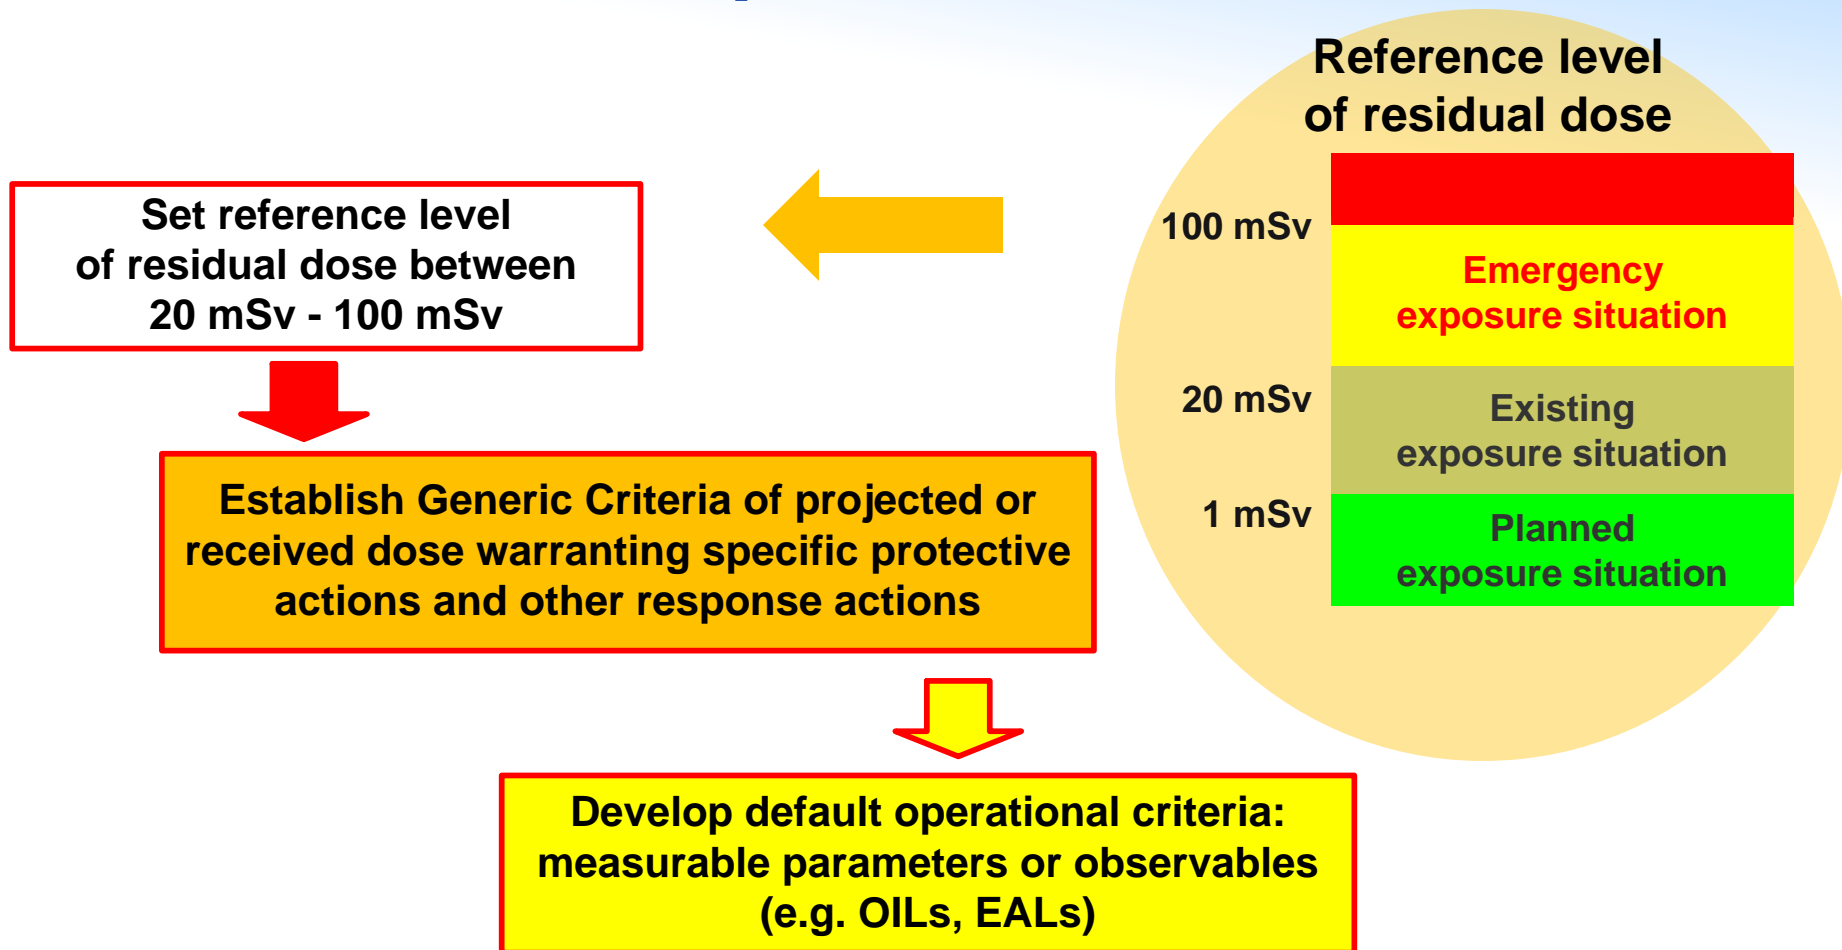 Reference level
of residual dose
Set reference level
of residual dose between
20 mSv - 100 mSv
100 mSv
Emergency
exposure situation
20 mSv
Existing
exposure situation
1 mSv
Planned
exposure situation
Establish Generic Criteria of projected or
received dose warranting specific protective
actions and other response actions
Develop default operational criteria:
measurable parameters or observables
(e.g. OILs, EALs)